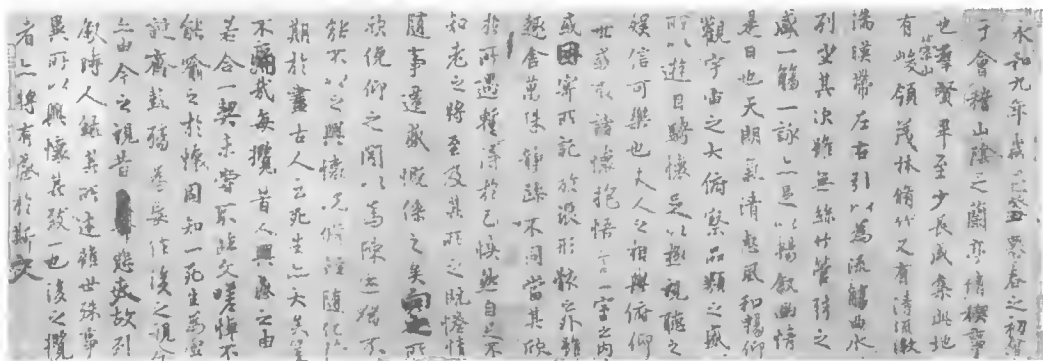 永和九年歲在癸丑暮春之初會
于會稽山陰之蘭亭脩稧事
也群賢畢至少長咸集此地
有崇山峻領茂林脩竹又有清流激
湍暎帶左右引以為流觴曲水
列坐其次雖無絲竹管弦之
盛一觴一詠亦足以暢敘幽情
是日也天朗氣清惠風和暢仰
觀宇宙之大俯察品類之盛
所以遊目騁懷足以極視聽之
娛信可樂也夫人之相與俯仰
一世或取諸懷抱悟言一室之內
或因寄所託放浪形骸之外雖
趣舍萬殊靜躁不同當其欣
於所遇蹔得於己怏然自足不
知老之將至及其所之既惓情
隨事遷感慨係之矣向之所
欣俛仰之閒以為陳迹猶不
能不以之興懷況脩短隨化終
期於盡古人云死生亦大矣豈
不痛哉每攬昔人興感之由
若合一契未嘗不臨文嗟悼不
能喻之於懷固知一死生為虛
誕齊彭殤為妄作後之視今
亦由今之視昔悲夫故列
敘時人錄其所述雖世殊事
異所以興懷其致一也後之攬
者亦將有感於斯文